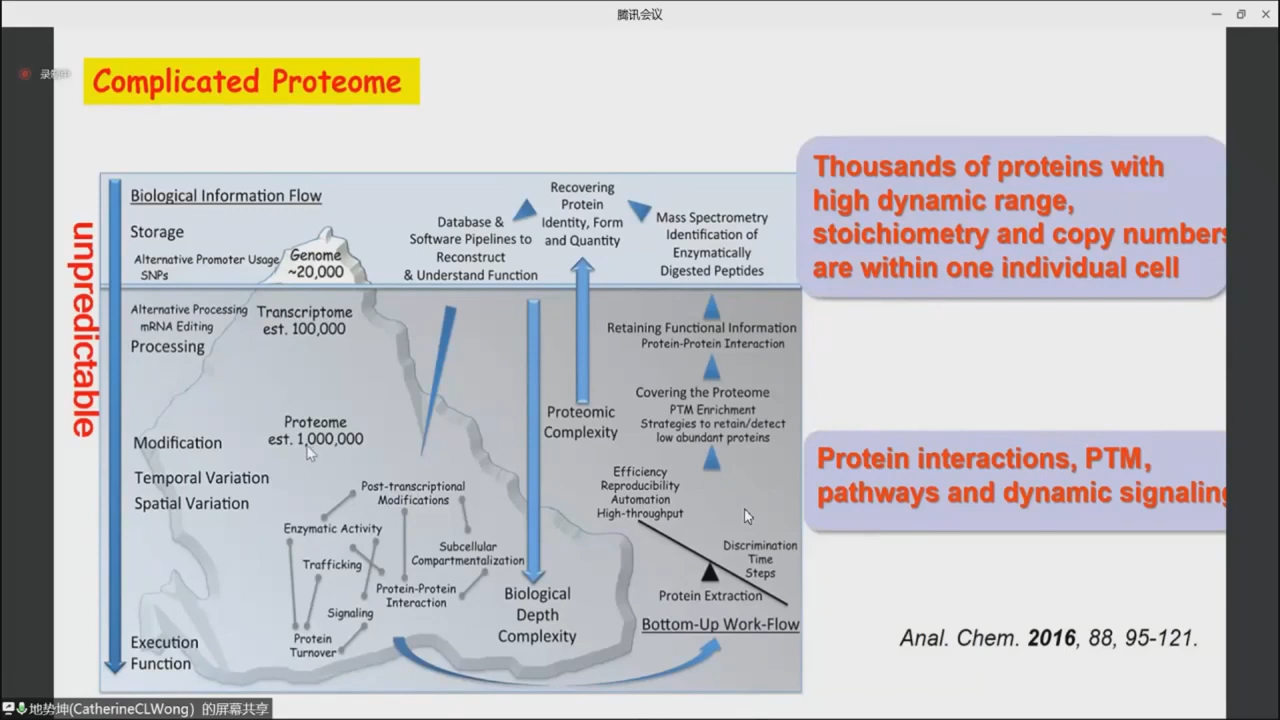 腾讯会议
录制中
Complicated Proteome
unpredictable
Biological Information Flow
Storage
Alternative Promoter Usage
SNPs
Genome
~20,000
Alternative Processing
mRNA Editing
Processing
Transcriptome
est. 100,000
Modification
Proteome
est. 1,000,000
Temporal Variation
Spatial Variation
Post-transcriptional
Modifications
Enzymatic Activity
Trafficking
Subcellular
Compartmentalization
Protein-Protein
Interaction
Signaling
Protein
Turnover
Execution
Function
Database &
Software Pipelines to
Reconstruct
& Understand Function
Recovering
Protein
Identity, Form
and Quantity
Mass Spectrometry
Identification of
Enzymatically
Digested Peptides
Retaining Functional Information
Protein-Protein Interaction
Covering the Proteome
PTM Enrichment
Strategies to retain/detect
low abundant proteins
Proteomic
Complexity
Efficiency
Reproducibility
Automation
High-throughput
Discrimination
Time
Steps
Protein Extraction
Biological
Depth
Complexity
Bottom-Up Work-Flow
Thousands of proteins with
high dynamic range,
stoichiometry and copy numbers
are within one individual cell
Protein interactions, PTM,
pathways and dynamic signaling
Anal. Chem. 2016, 88, 95-121.
地势坤(CatherineCLWong) 的屏幕共享